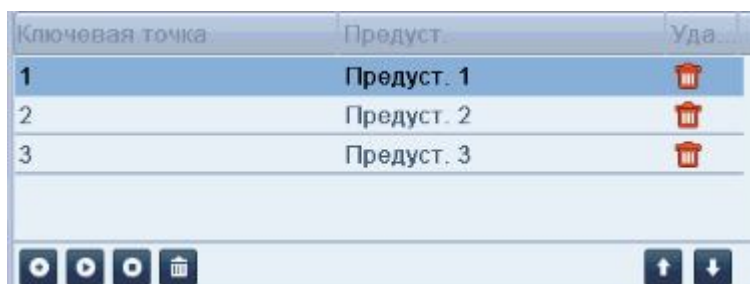 Ключевая точка Предуст. Уда...
1 Предуст. 1
2 Предуст. 2
3 Предуст. 3